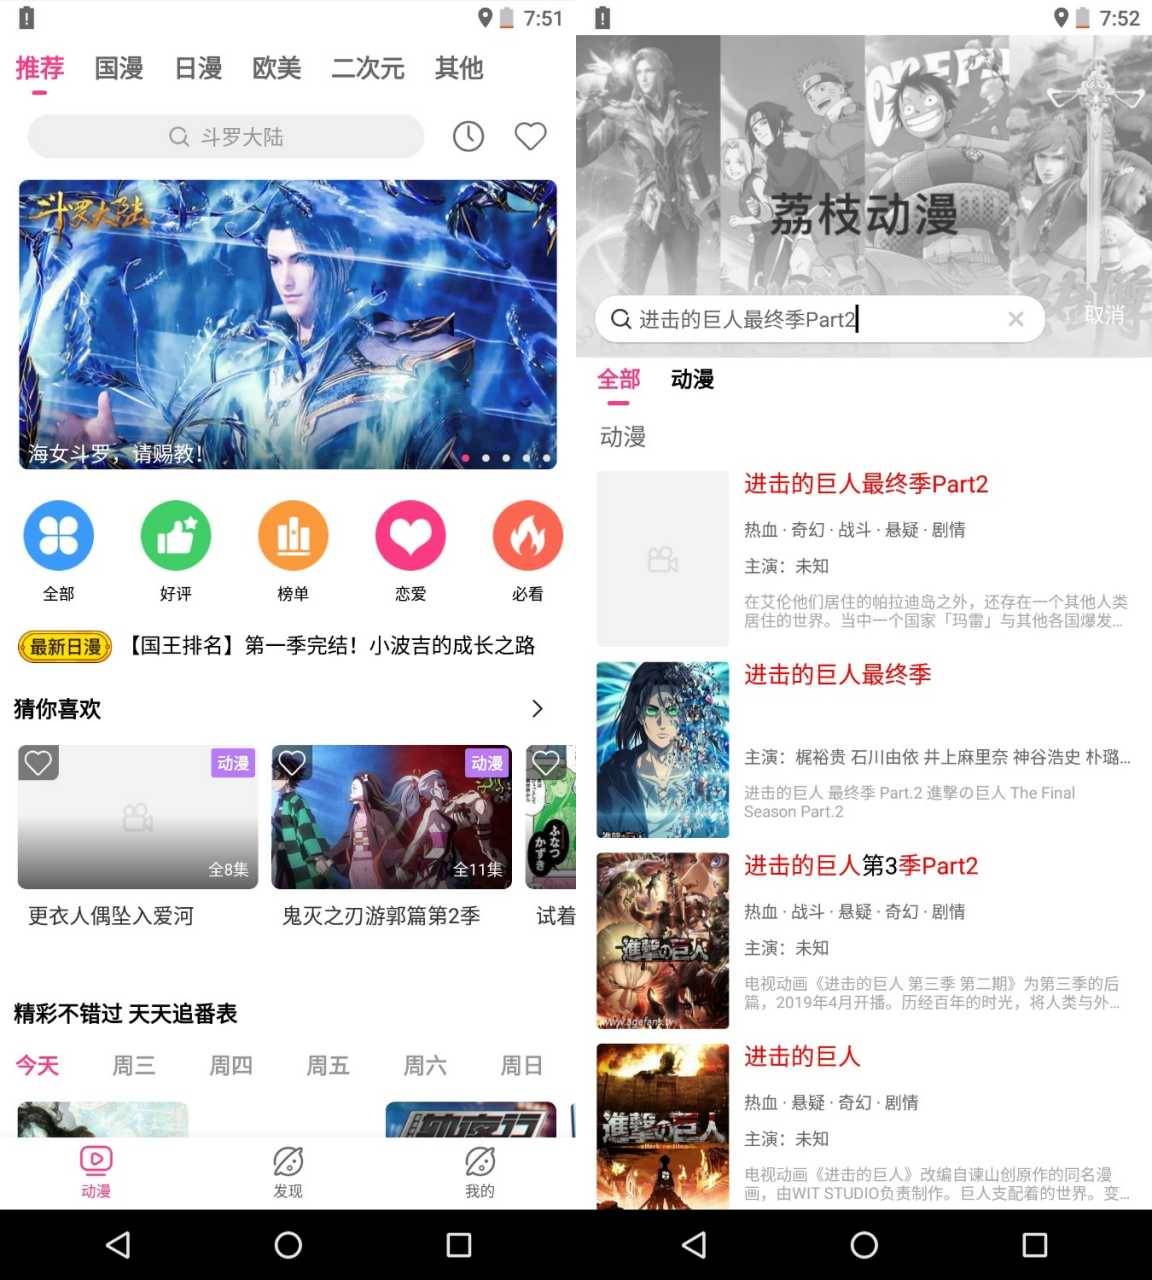 7:51
推荐 国漫 日漫 欧美 二次元 其他
斗罗大陆
斗罗大陆
海女斗罗，请赐教！
全部 好评 榜单 恋爱 必看
最新日漫 【国王排名】第一季完结！小波吉的成长之路
猜你喜欢
动漫 动漫
全8集 全11集
ふなつ
かずき
更衣人偶坠入爱河 鬼灭之刃游郭篇第2季 试着
精彩不错过 天天追番表
今天 周三 周四 周五 周六 周日
动漫 发现 我的
7:52
荔枝动漫
进击的巨人最终季Part2 取消
全部 动漫
动漫
进击的巨人最终季Part2
热血 · 奇幻 · 战斗 · 悬疑 · 剧情
主演：未知
在艾伦他们居住的帕拉迪岛之外，还存在一个其他人类
居住的世界。当中一个国家「玛雷」与其他各国爆发...
进击的巨人最终季
主演：梶裕贵 石川由依 井上麻里奈 神谷浩史 朴璐...
进击的巨人 最终季 Part.2 進撃の巨人 The Final
Season Part.2
进击的巨人第3季Part2
热血 · 战斗 · 悬疑 · 奇幻 · 剧情
主演：未知
电视动画《进击的巨人 第三季 第二期》为第三季的后
篇，2019年4月开播。历经百年的时光，将人类与外...
進撃の巨人
www.agefans.tv
进击的巨人
热血 · 悬疑 · 奇幻 · 剧情
主演：未知
电视动画《进击的巨人》改编自谏山创原作的同名漫
画，由WIT STUDIO负责制作。巨人支配着的世界。变...
進撃の巨人